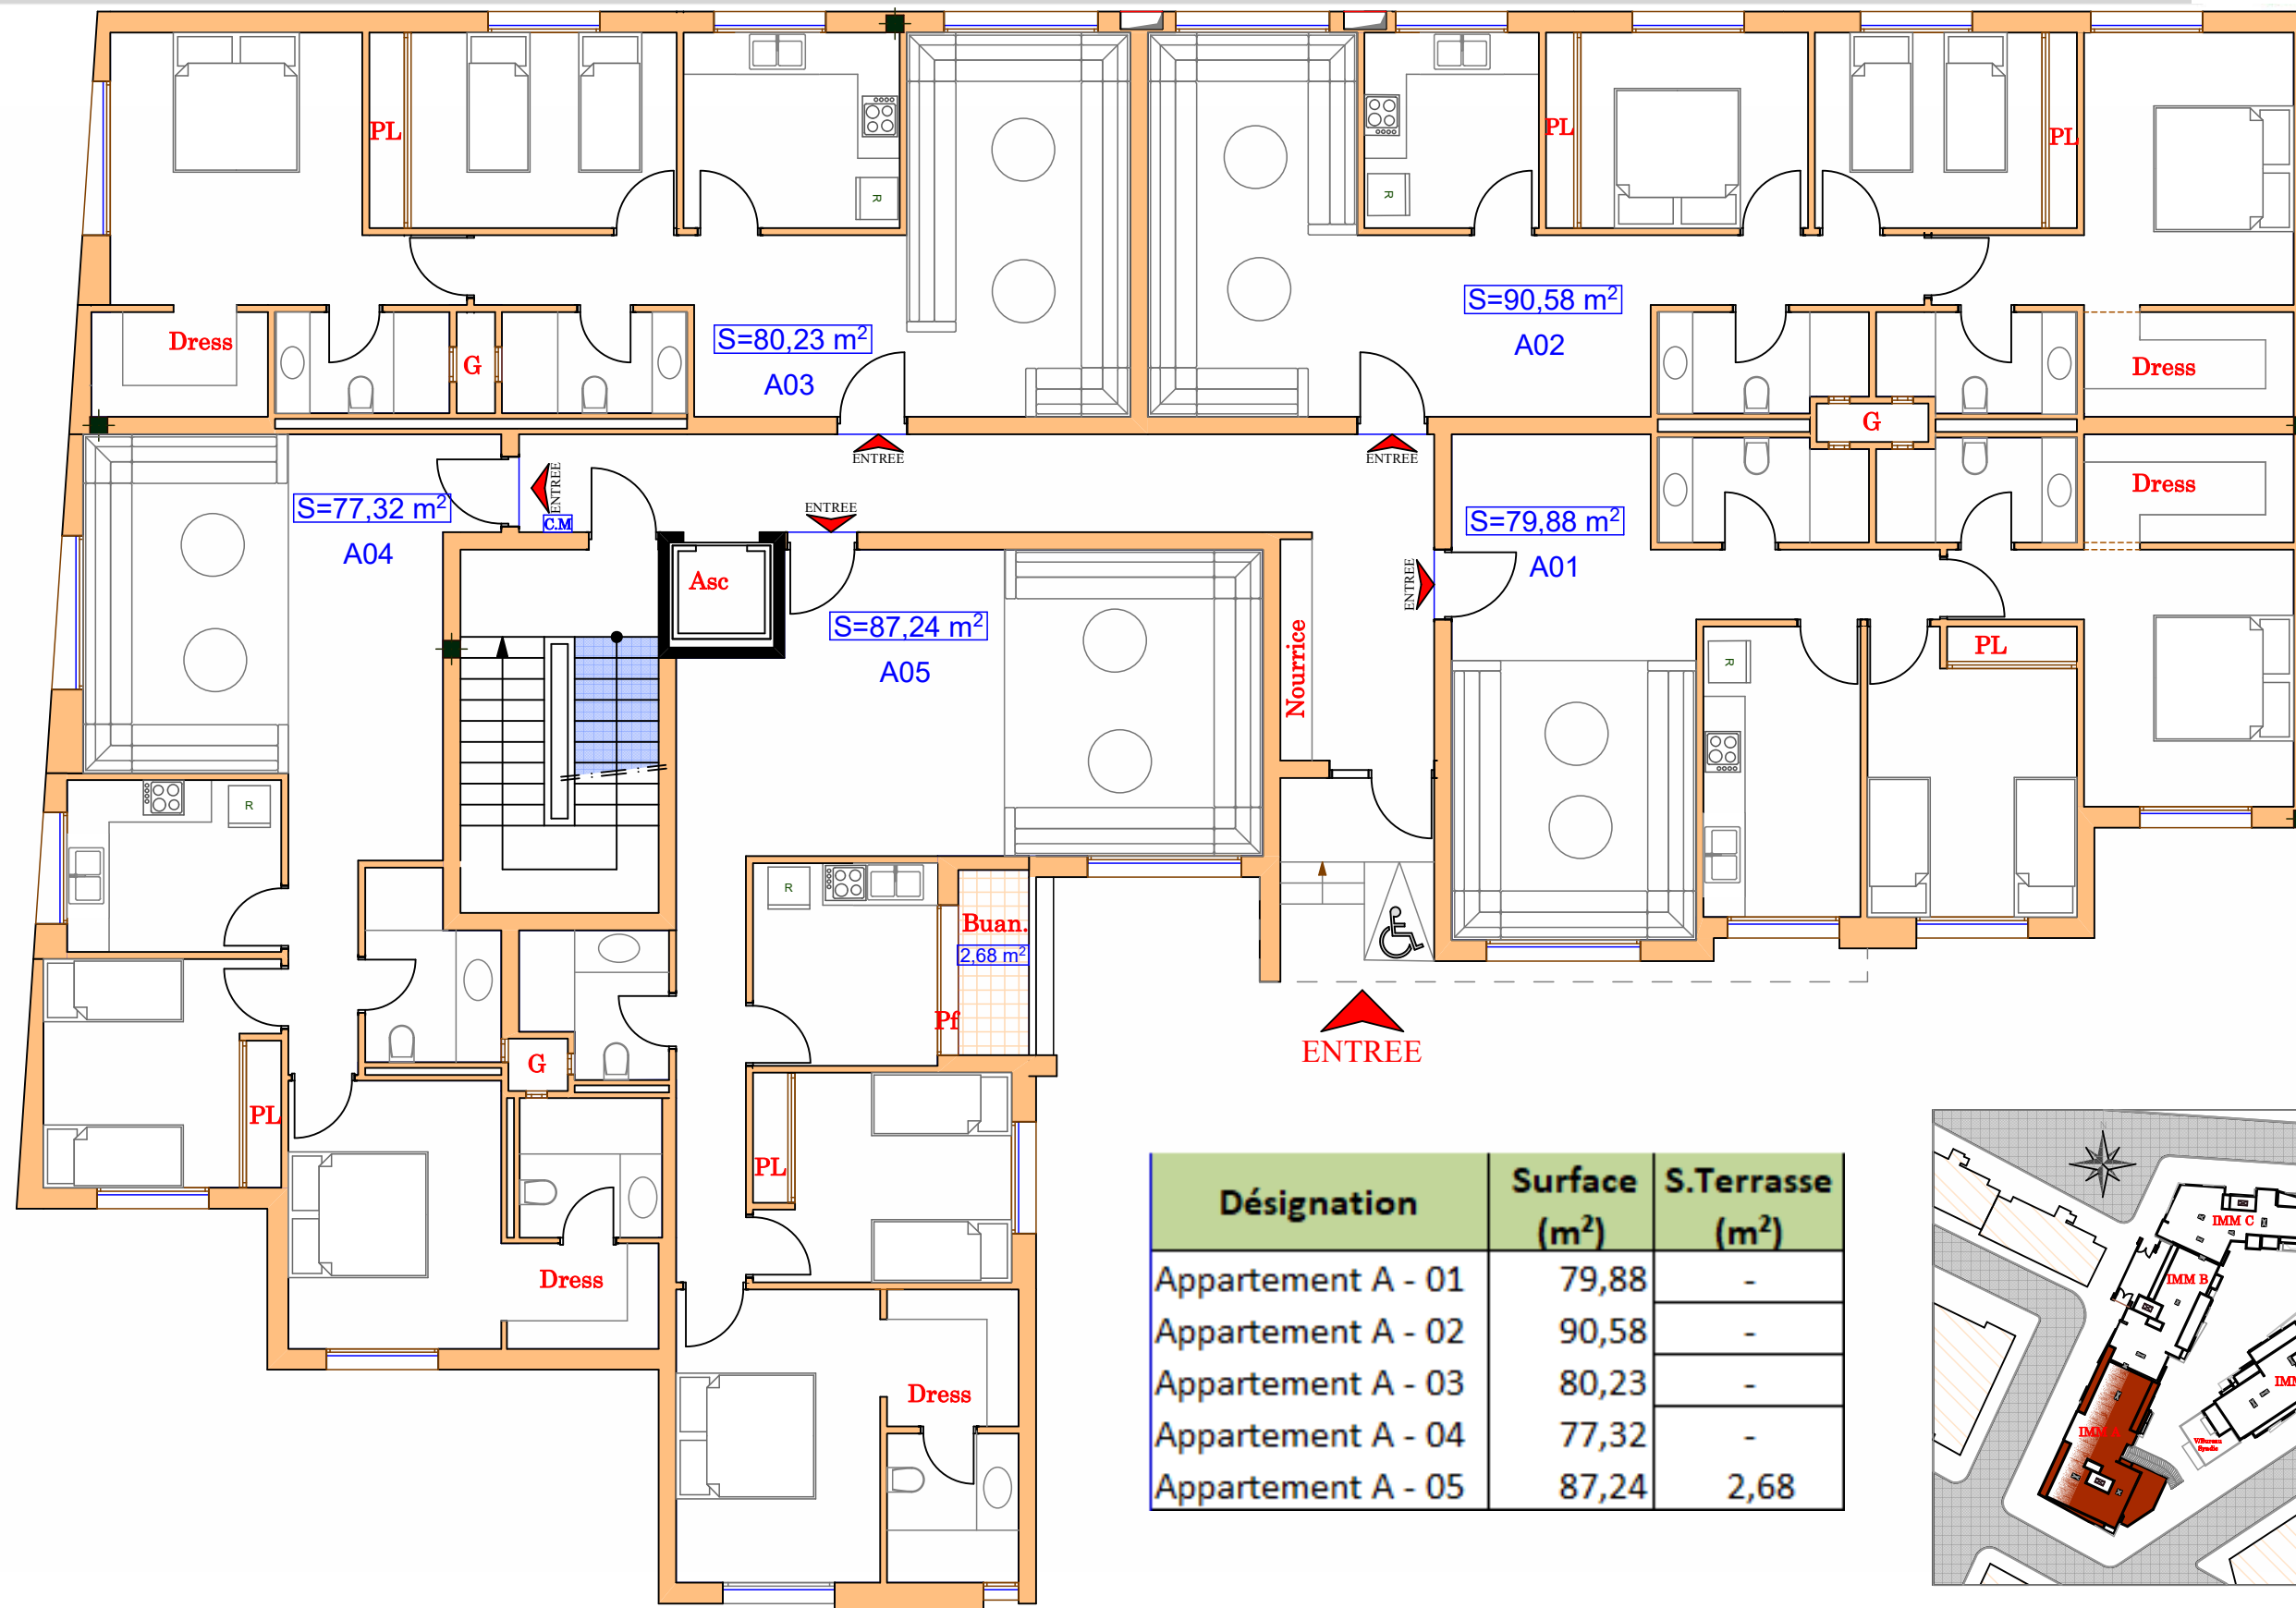 PL
R
R
PL
PL
Dress
G
S=80,23 m²
A03
S=90,58 m²
A02
Dress
G
ENTREE
ENTREE
S=77,32 m²
A04
ENTREE
C.M
ENTREE
S=79,88 m²
A01
Dress
Asc
ENTREE
S=87,24 m²
A05
Nourrice
R
PL
R
R
Buan.
2,68 m²
Pf
G
ENTREE
PL
PL
Dress
Dress
Désignation
Surface (m²)
S.Terrasse (m²)
Appartement A - 01 79,88 -
Appartement A - 02 90,58 -
Appartement A - 03 80,23 -
Appartement A - 04 77,32 -
Appartement A - 05 87,24 2,68
IMM C
IMM B
IMM A